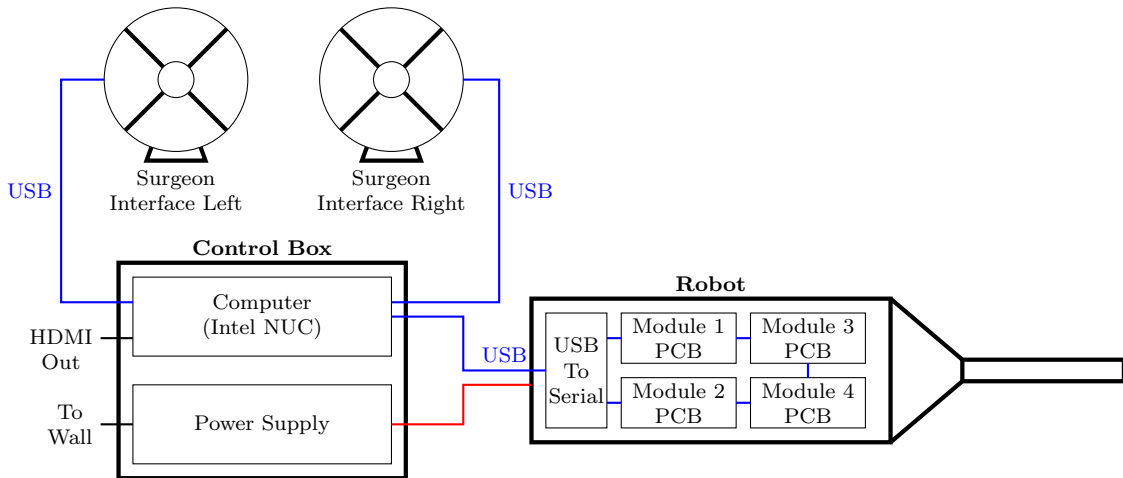 Surgeon
Interface Left
Surgeon
Interface Right
USB
USB
Control Box
Computer
(Intel NUC)
HDMI
Out
Power Supply
To
Wall
USB
Robot
USB
To
Serial
Module 1
PCB
Module 3
PCB
Module 2
PCB
Module 4
PCB